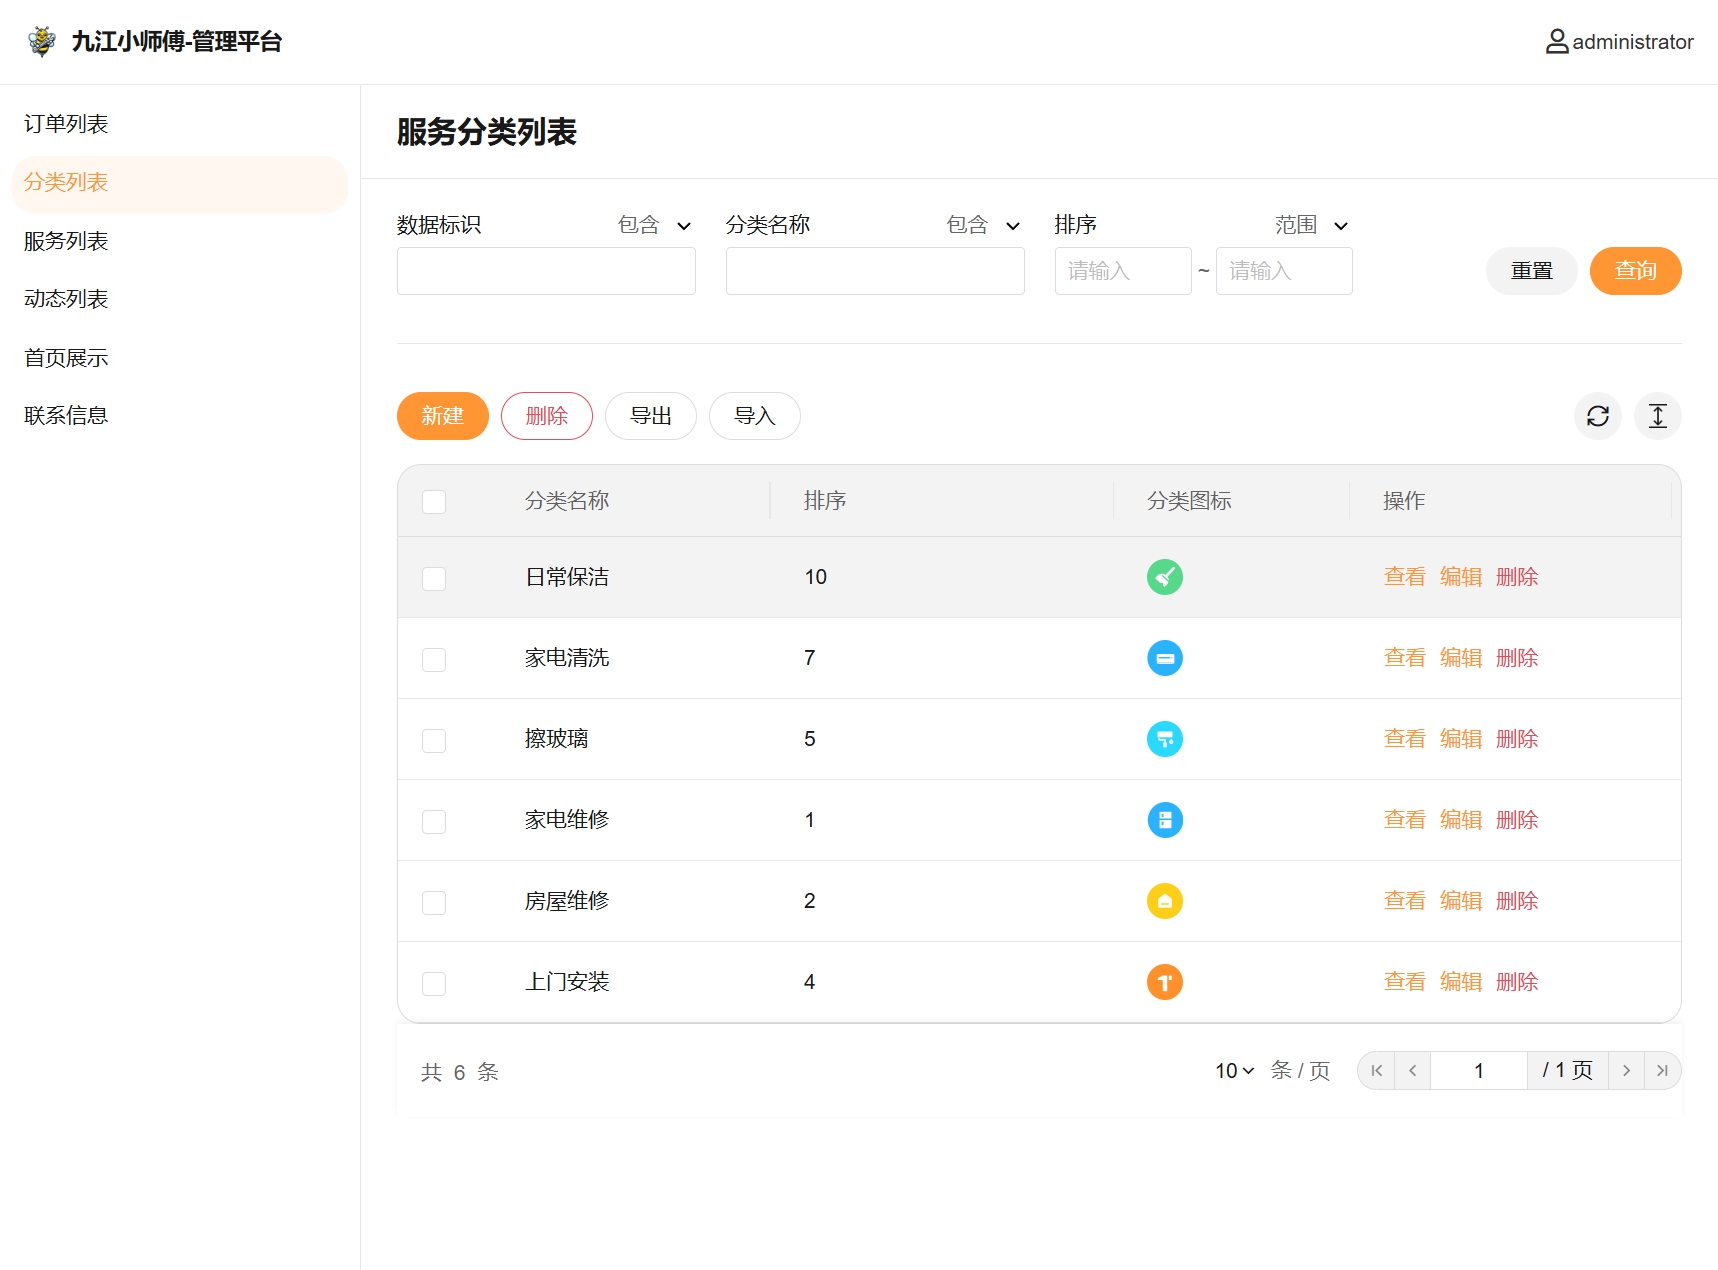 九江小师傅-管理平台
administrator
订单列表
分类列表
服务列表
动态列表
首页展示
联系信息
服务分类列表
数据标识 包含 分类名称 包含 排序 范围
请输入 ~ 请输入 重置 查询
新建 删除 导出 导入
分类名称 排序 分类图标 操作
日常保洁 10 查看 编辑 删除
家电清洗 7 查看 编辑 删除
擦玻璃 5 查看 编辑 删除
家电维修 1 查看 编辑 删除
房屋维修 2 查看 编辑 删除
上门安装 4 查看 编辑 删除
共 6 条 10 条 / 页 1 / 1 页